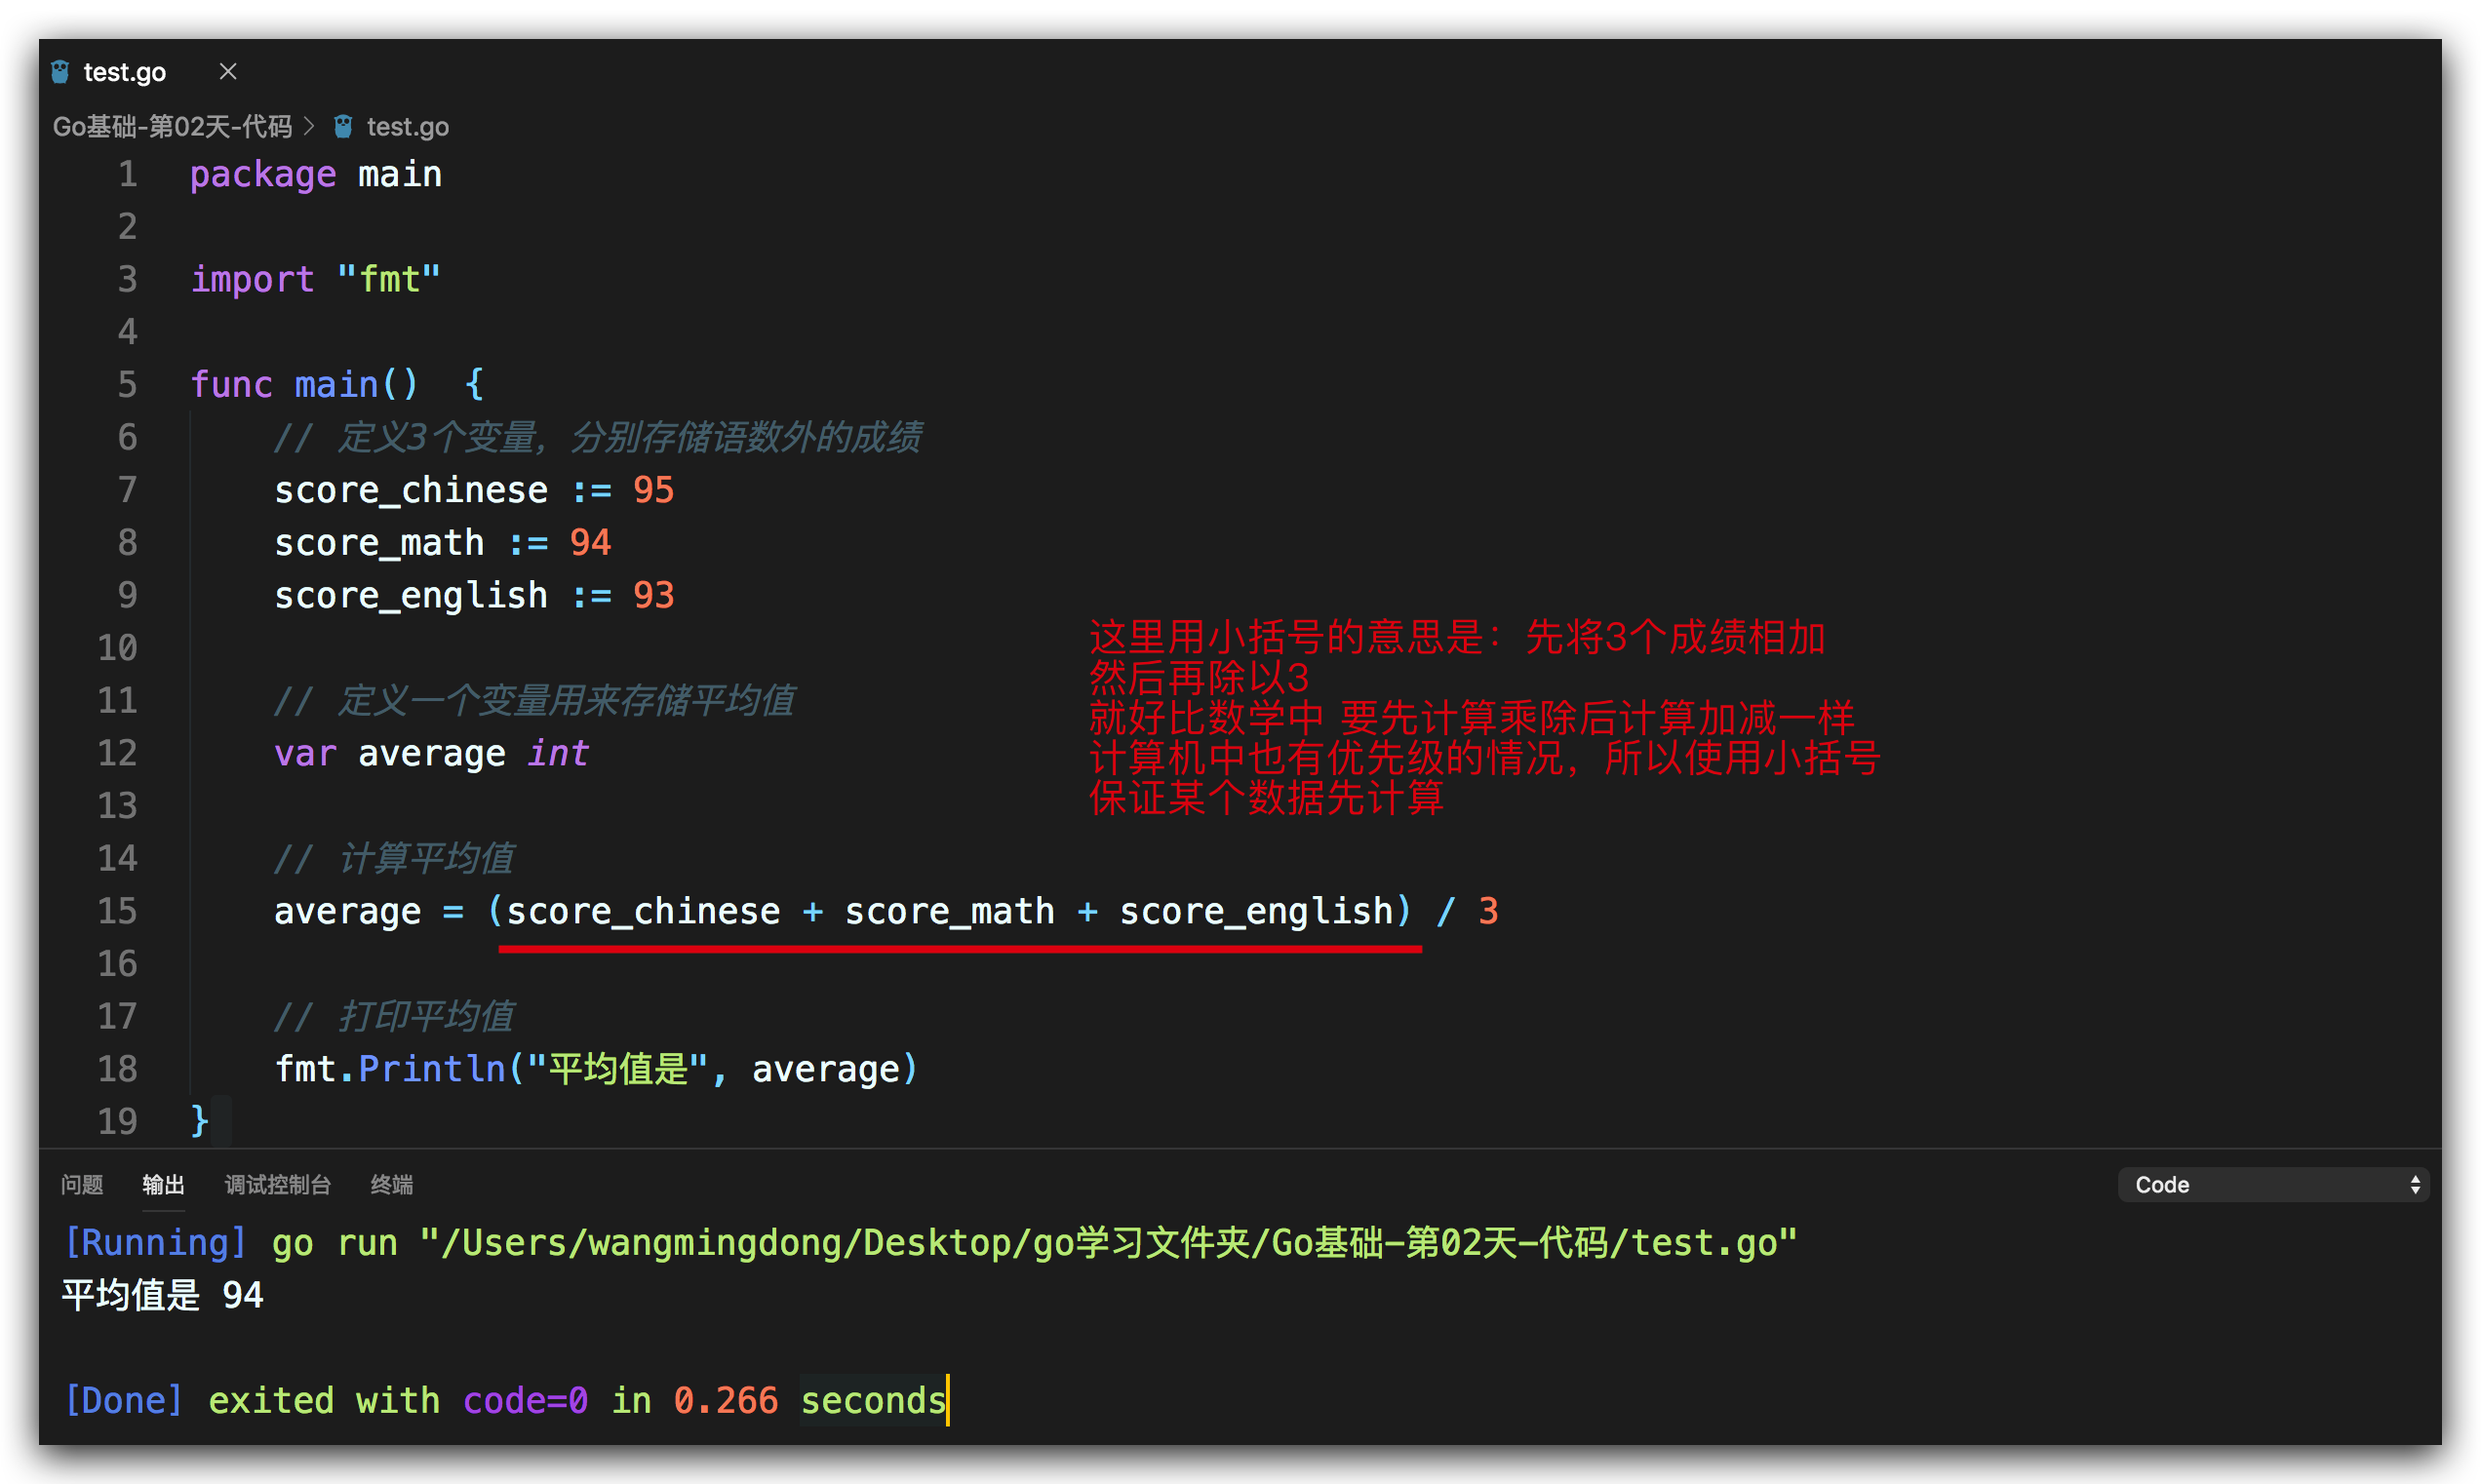 test.go
Go基础-第02天-代码 > test.go
1 package main
2
3 import "fmt"
4
5 func main()  {
6 // 定义3个变量，分别存储语数外的成绩
7 score_chinese := 95
8 score_math := 94
9 score_english := 93
10
这里用小括号的意思是：先将3个成绩相加
然后再除以3
就好比数学中 要先计算乘除后计算加减一样
计算机中也有优先级的情况，所以使用小括号
保证某个数据先计算
11 // 定义一个变量用来存储平均值
12 var average int
13
14 // 计算平均值
15 average = (score_chinese + score_math + score_english) / 3
16
17 // 打印平均值
18 fmt.Println("平均值是", average)
19 }
问题 输出 调试控制台 终端 Code
[Running] go run "/Users/wangmingdong/Desktop/go学习文件夹/Go基础-第02天-代码/test.go"
平均值是 94
[Done] exited with code=0 in 0.266 seconds